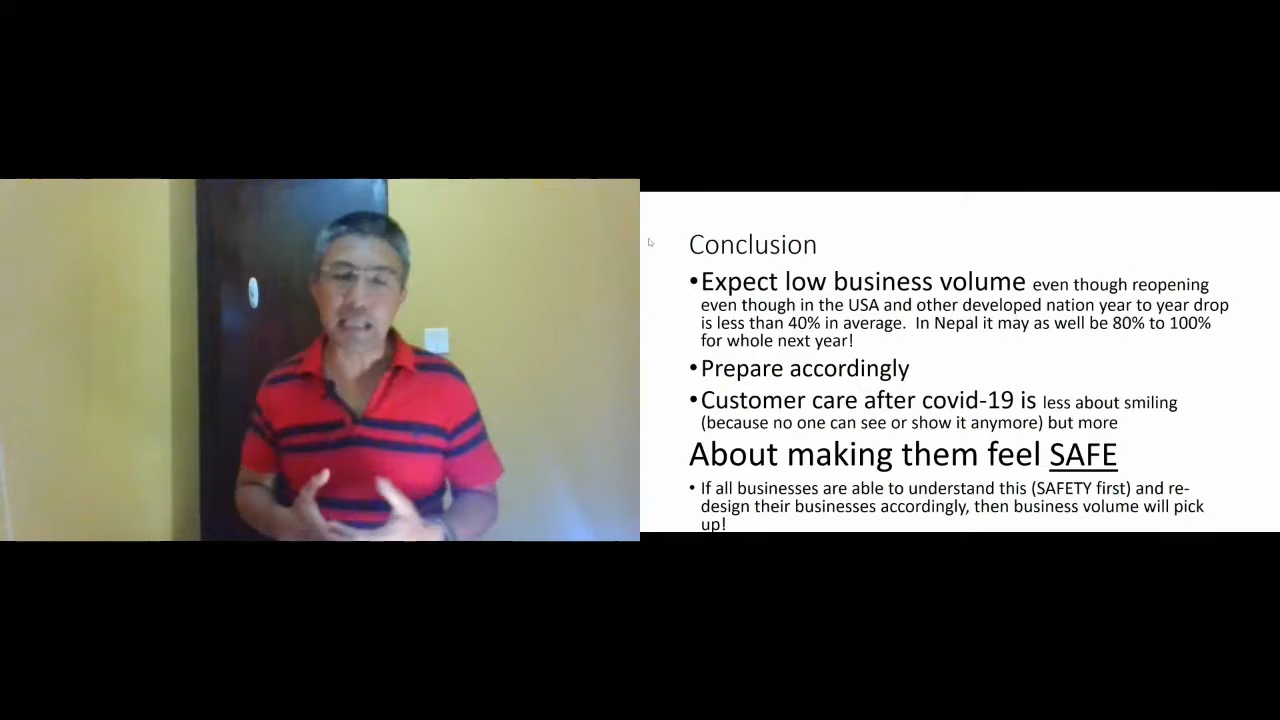 Conclusion
•Expect low business volume even though reopening
even though in the USA and other developed nation year to year drop
is less than 40% in average.  In Nepal it may as well be 80% to 100%
for whole next year!
•Prepare accordingly
•Customer care after covid-19 is less about smiling
(because no one can see or show it anymore) but more
About making them feel SAFE
• If all businesses are able to understand this (SAFETY first) and re-
design their businesses accordingly, then business volume will pick
up!